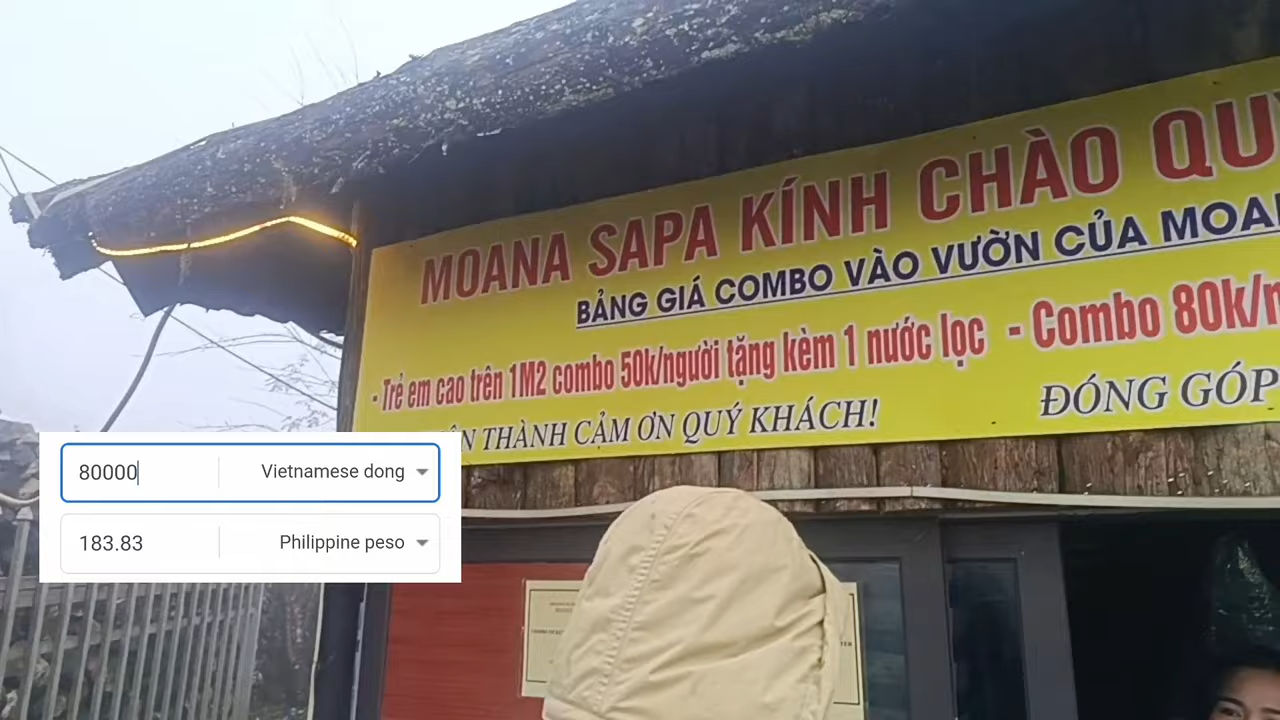 MOANA SAPA KÍNH CHÀO
BẢNG GIÁ COMBO VÀO VƯỜN CỦA
- Trẻ em cao trên 1M2 combo 50k/người tặng kèm 1 nước lọc - Combo 80k/
THÀNH CẢM ƠN QUÝ KHÁCH! ĐÓNG GÓP
80000 Vietnamese dong
183.83 Philippine peso